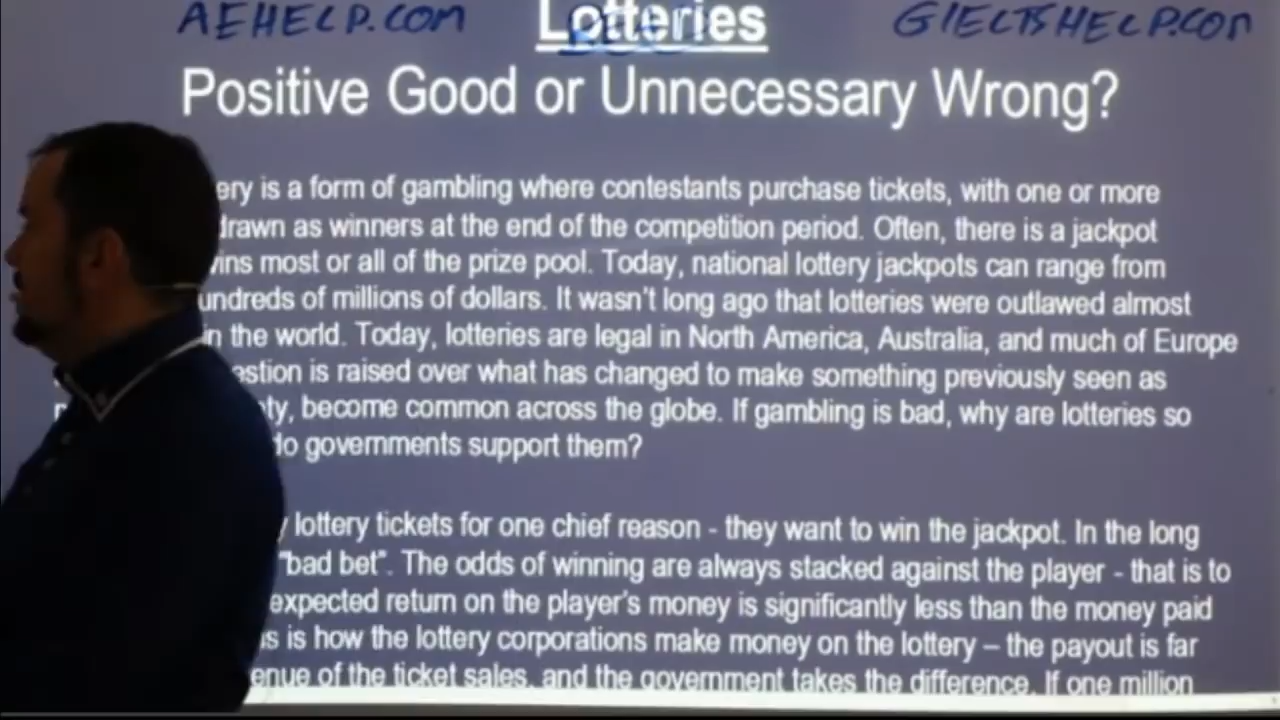 AEHELP.COM
GIELTSHELP.COM
Lotteries
Positive Good or Unnecessary Wrong?
ery is a form of gambling where contestants purchase tickets, with one or more
drawn as winners at the end of the competition period. Often, there is a jackpot
wins most or all of the prize pool. Today, national lottery jackpots can range from
undreds of millions of dollars. It wasn't long ago that lotteries were outlawed almost
in the world. Today, lotteries are legal in North America, Australia, and much of Europe
estion is raised over what has changed to make something previously seen as
ty, become common across the globe. If gambling is bad, why are lotteries so
do governments support them?
y lottery tickets for one chief reason - they want to win the jackpot. In the long
"bad bet". The odds of winning are always stacked against the player - that is to
expected return on the player's money is significantly less than the money paid
is how the lottery corporations make money on the lottery – the payout is far
enue of the ticket sales, and the government takes the difference. If one million